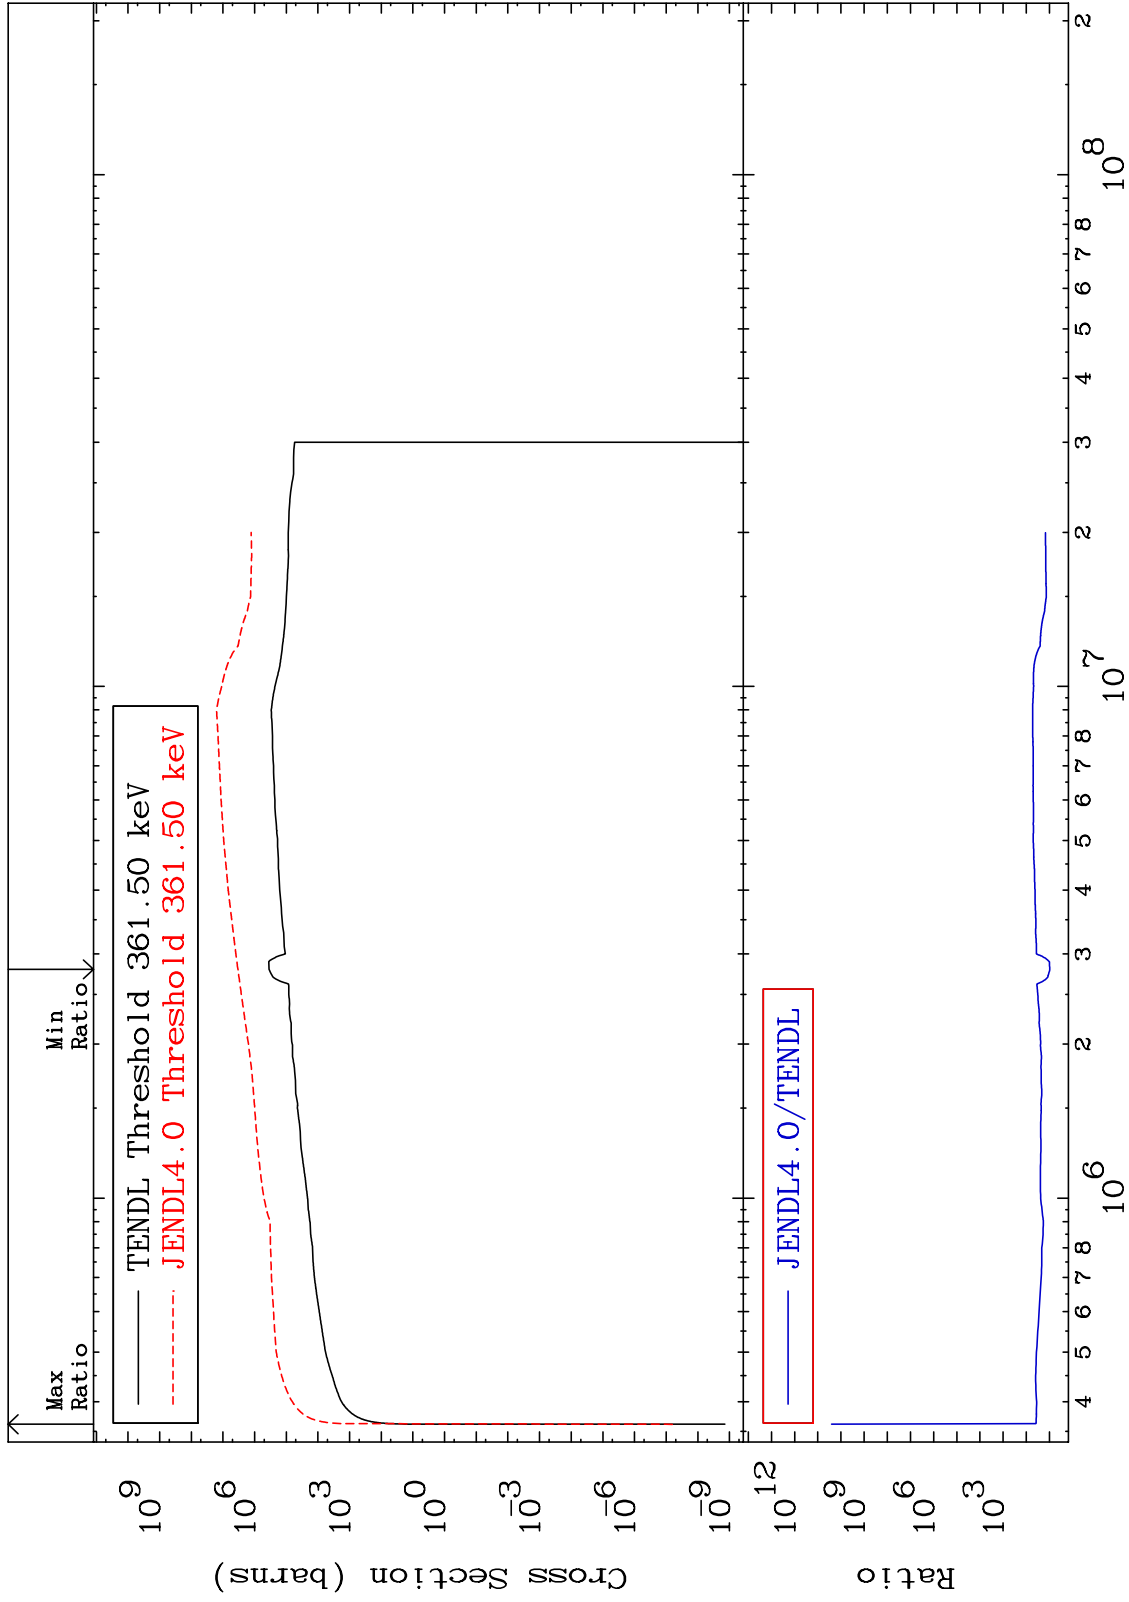 Max
Ratio
Min
Ratio
TENDL Threshold 361.50 keV
JENDL4.0 Threshold 361.50 keV
Cross Section (barns)
10^9
10^6
10^3
10^0
10^-3
10^-6
10^-9
JENDL4.0/TENDL
Ratio
10^12
10^9
10^6
10^3
4 5 6 7 8 10^6 2 3 4 5 6 7 8 10^7 2 3 4 5 6 7 8 10^8 2